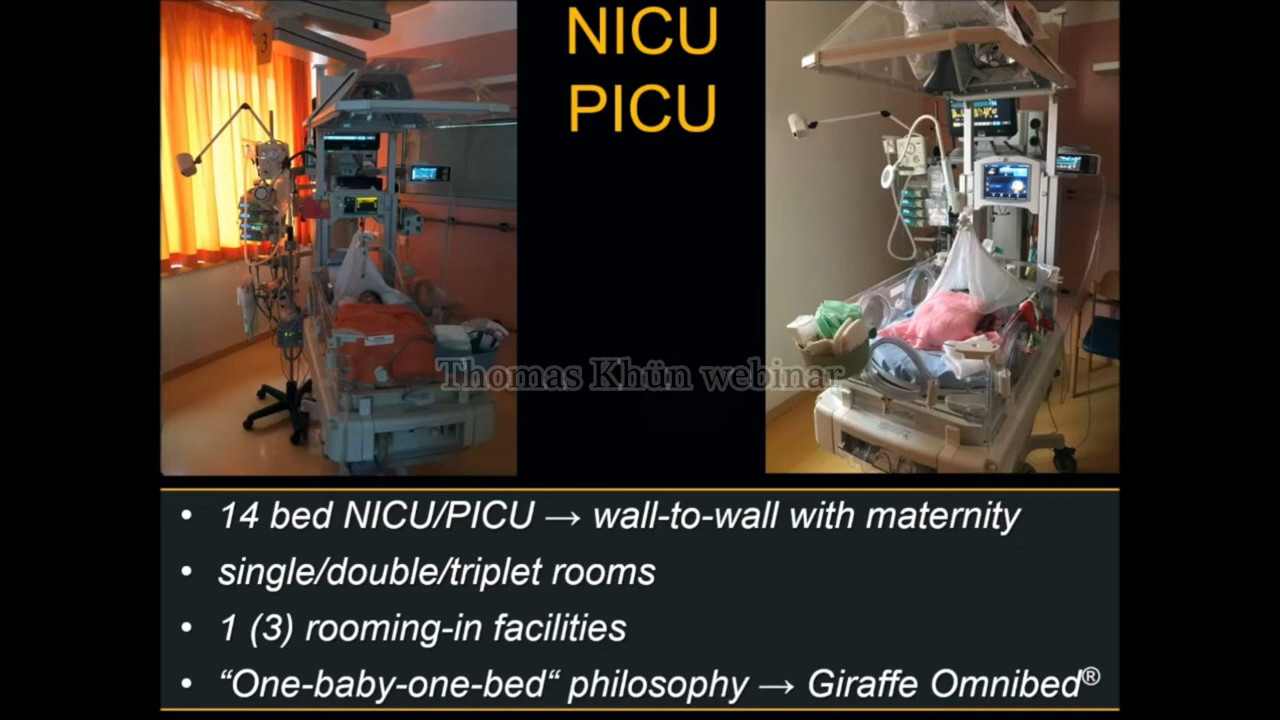 NICU
PICU
Thomas Khün webinar
• 14 bed NICU/PICU → wall-to-wall with maternity
• single/double/triplet rooms
• 1 (3) rooming-in facilities
• “One-baby-one-bed“ philosophy → Giraffe Omnibed®